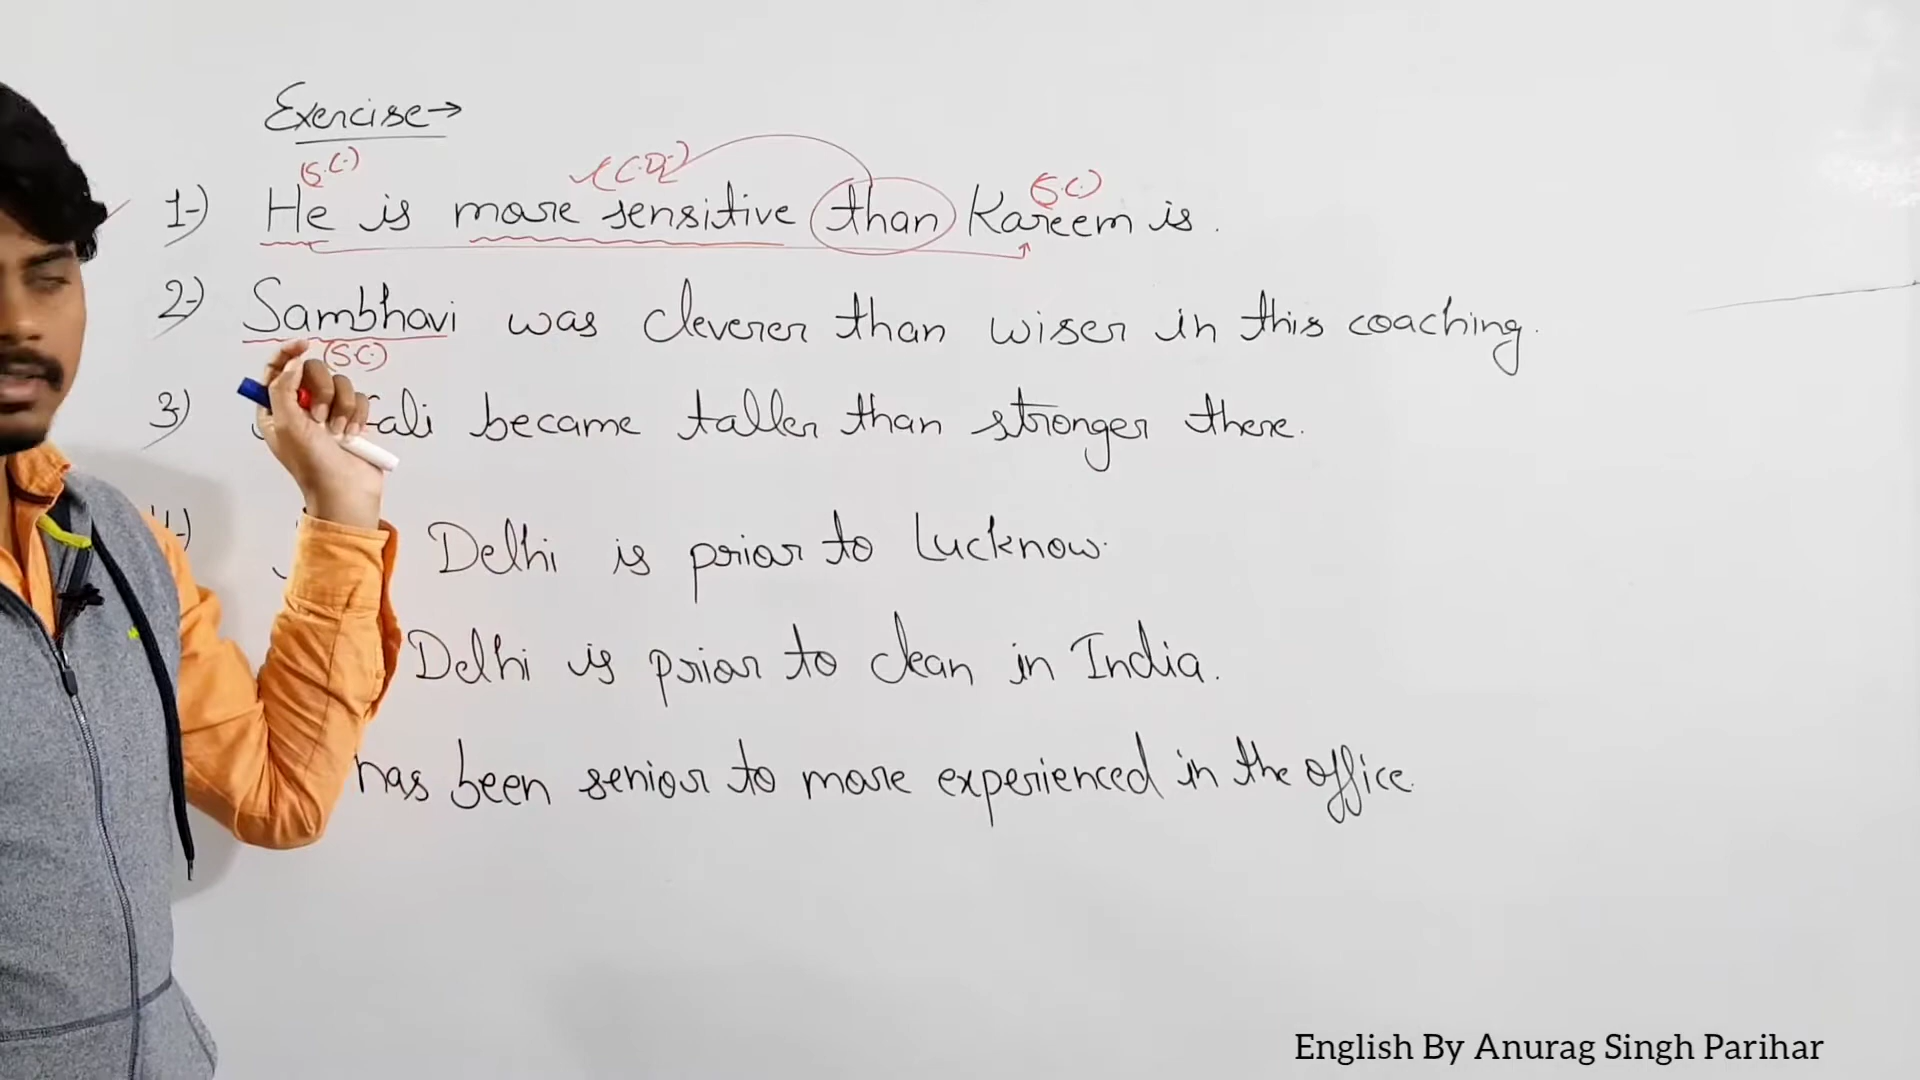 Exercise→
(S.C.) (C.D.) (S.C.)
1-) He is more sensitive than Kareem is.
2-) Sambhavi was cleverer than wiser in this coaching.
(S.C.)
3-) became taller than stronger there.
Delhi is prior to Lucknow.
Delhi is prior to clean in India.
has been senior to more experienced in the office.
English By Anurag Singh Parihar